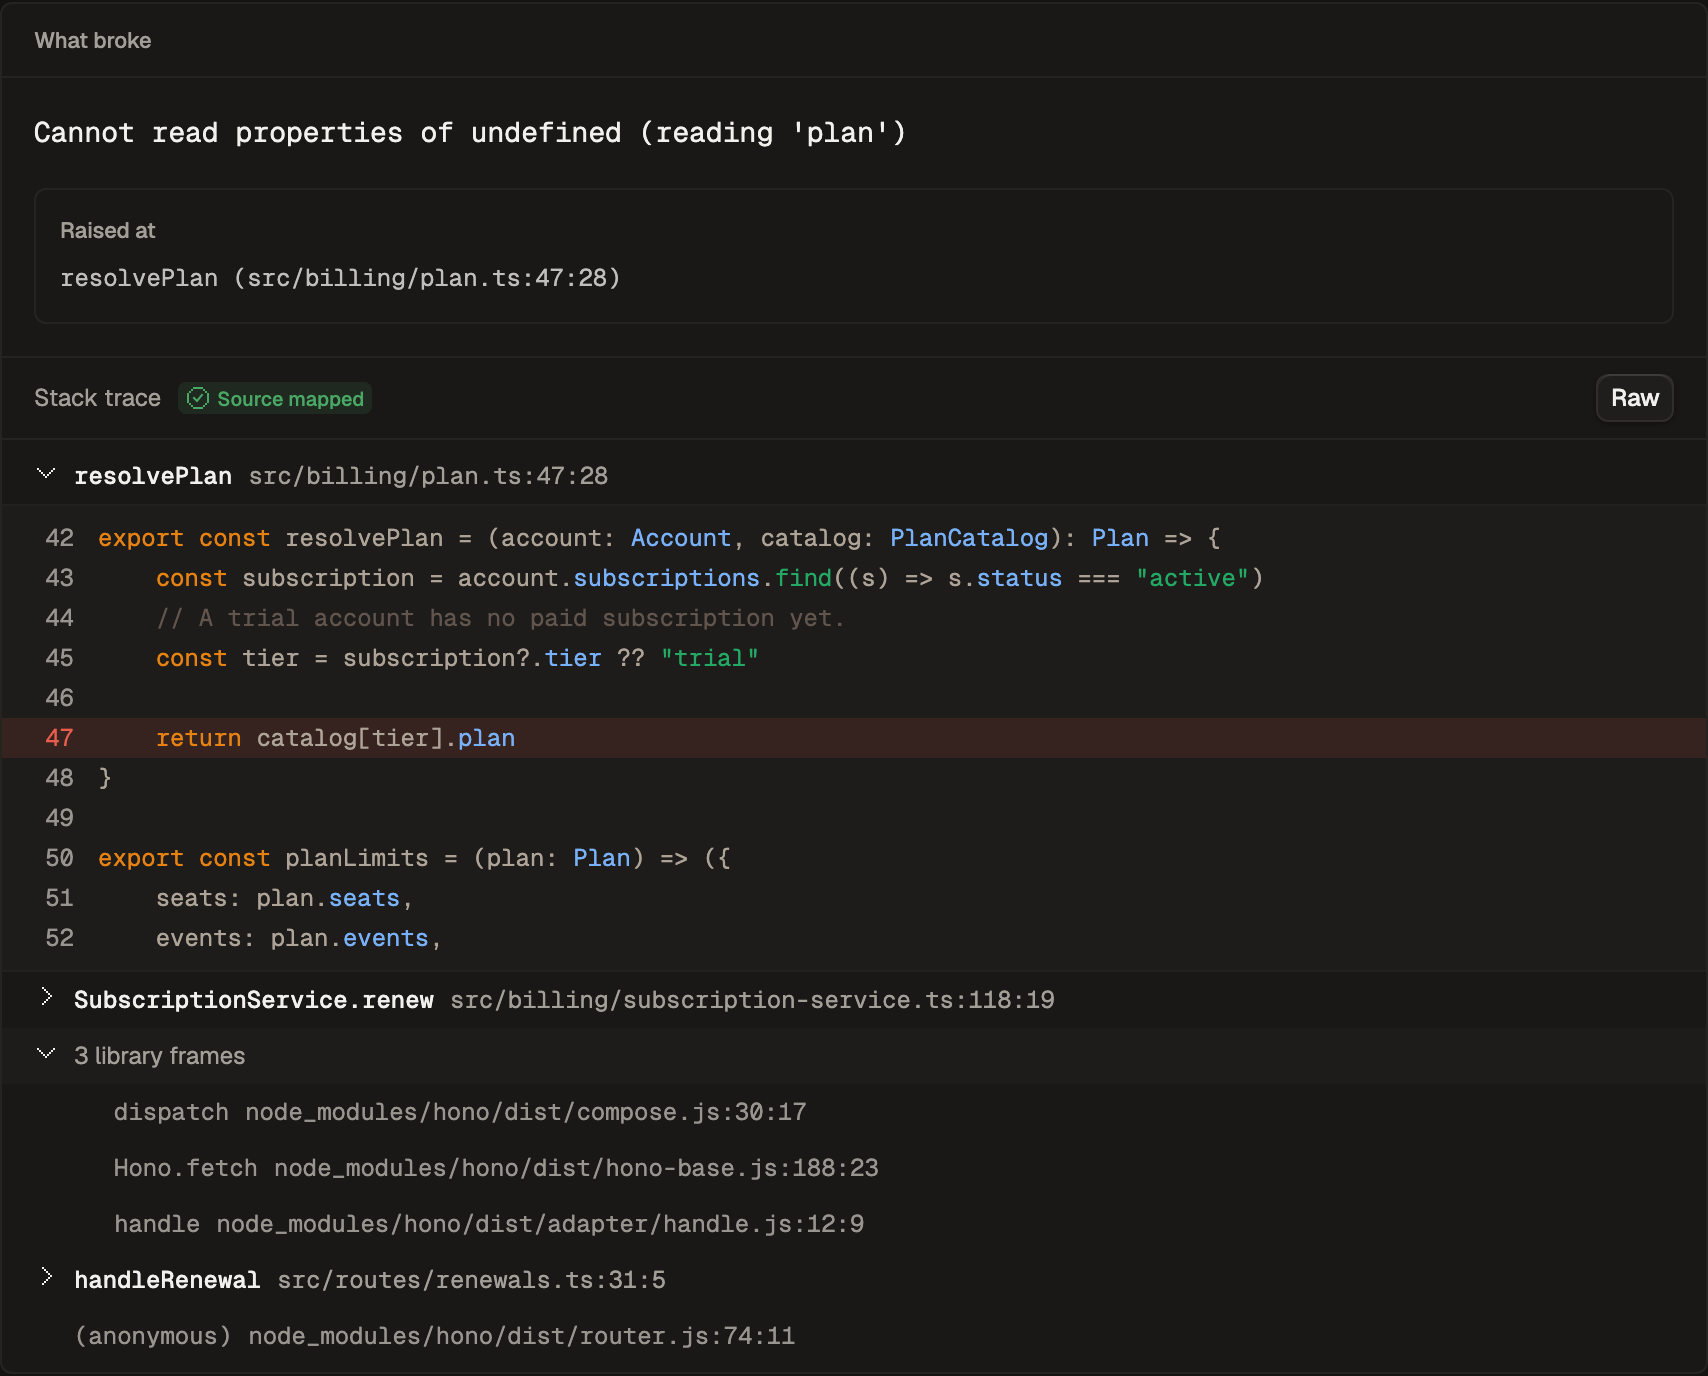 What broke
Cannot read properties of undefined (reading 'plan')
Raised at
resolvePlan (src/billing/plan.ts:47:28)
Stack trace Source mapped Raw
resolvePlan src/billing/plan.ts:47:28
42 export const resolvePlan = (account: Account, catalog: PlanCatalog): Plan => {
43     const subscription = account.subscriptions.find((s) => s.status === "active")
44     // A trial account has no paid subscription yet.
45     const tier = subscription?.tier ?? "trial"
46
47     return catalog[tier].plan
48 }
49
50 export const planLimits = (plan: Plan) => ({
51     seats: plan.seats,
52     events: plan.events,
SubscriptionService.renew src/billing/subscription-service.ts:118:19
3 library frames
dispatch node_modules/hono/dist/compose.js:30:17
Hono.fetch node_modules/hono/dist/hono-base.js:188:23
handle node_modules/hono/dist/adapter/handle.js:12:9
handleRenewal src/routes/renewals.ts:31:5
(anonymous) node_modules/hono/dist/router.js:74:11